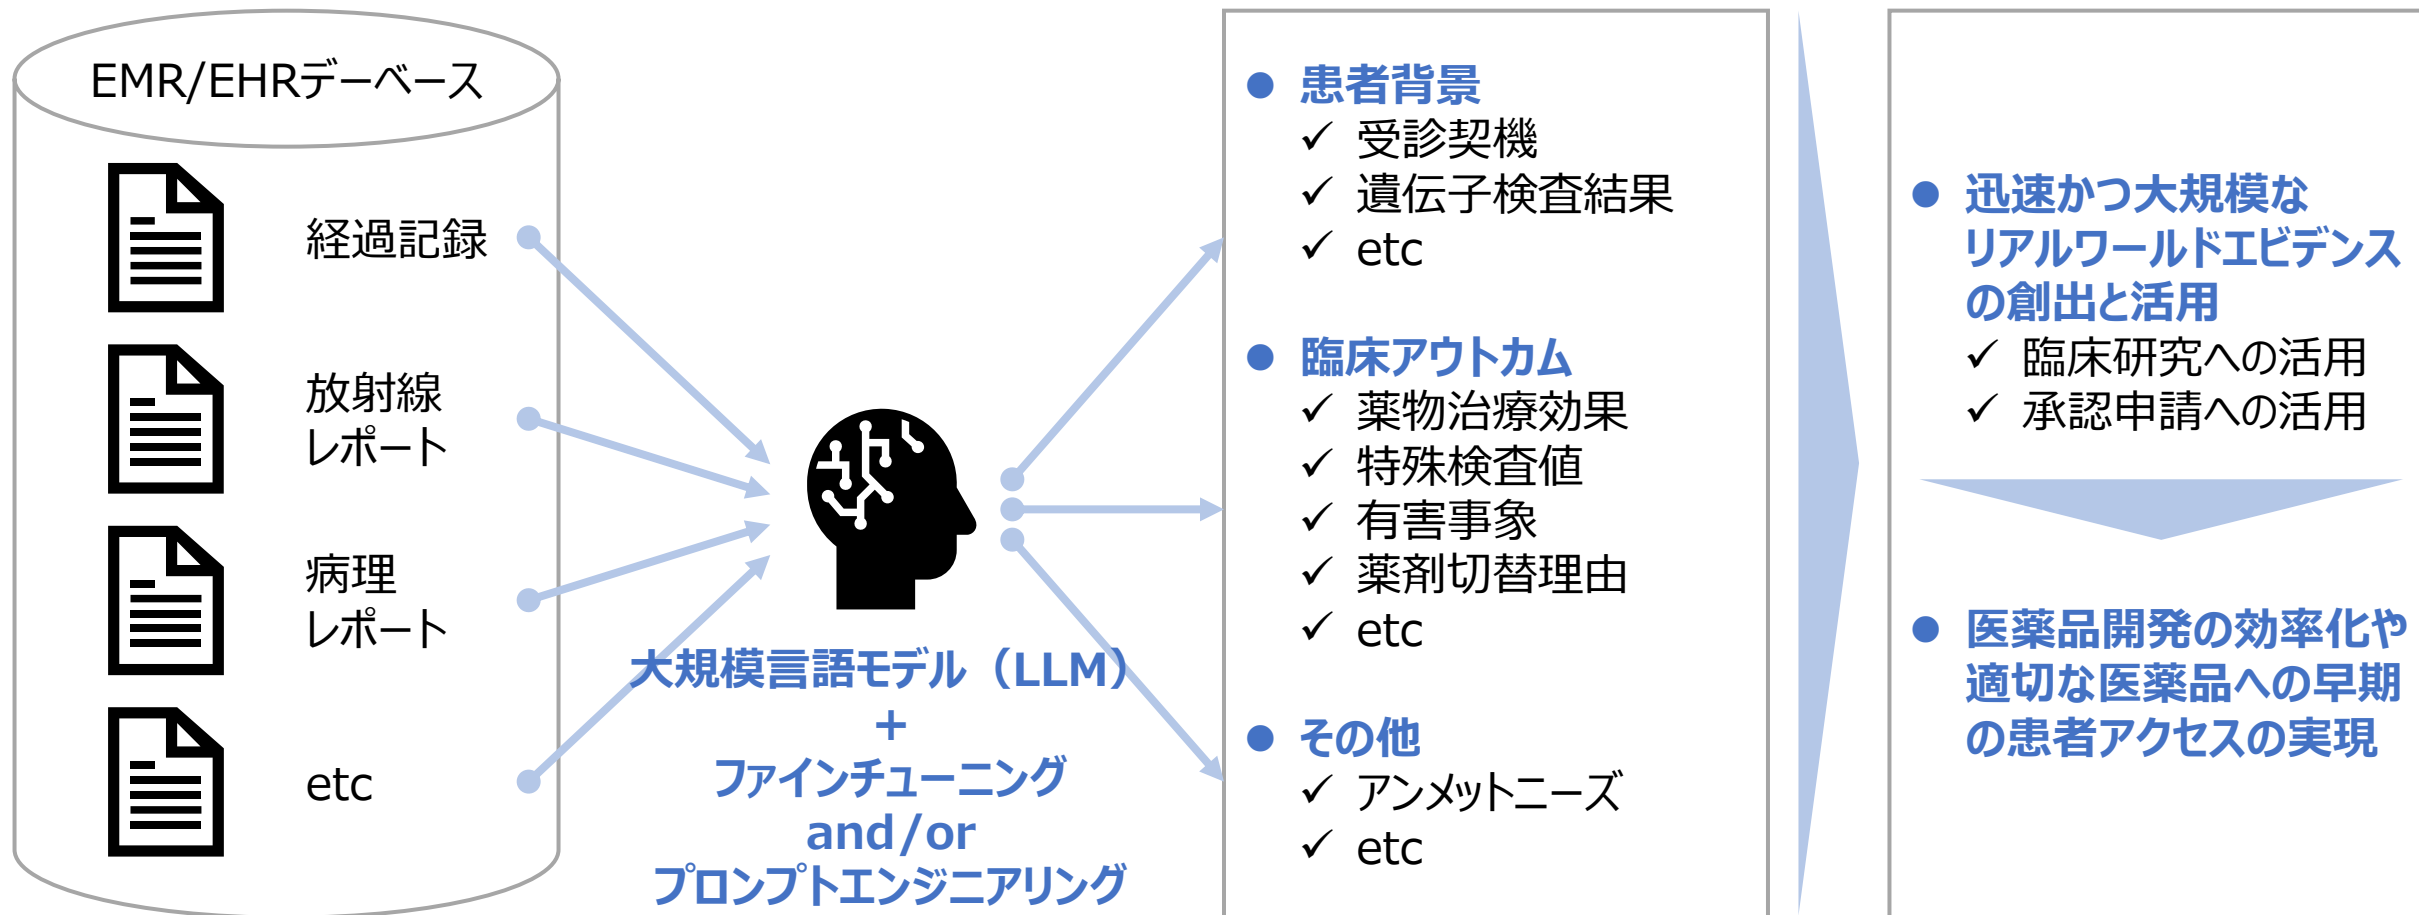 EMR/EHRデーベース
経過記録
放射線
レポート
病理
レポート
etc
大規模言語モデル（LLM）
+
ファインチューニング
and/or
プロンプトエンジニアリング
● 患者背景
✓ 受診契機
✓ 遺伝子検査結果
✓ etc
● 臨床アウトカム
✓ 薬物治療効果
✓ 特殊検査値
✓ 有害事象
✓ 薬剤切替理由
✓ etc
● その他
✓ アンメットニーズ
✓ etc
● 迅速かつ大規模な
リアルワールドエビデンス
の創出と活用
✓ 臨床研究への活用
✓ 承認申請への活用
● 医薬品開発の効率化や
適切な医薬品への早期
の患者アクセスの実現